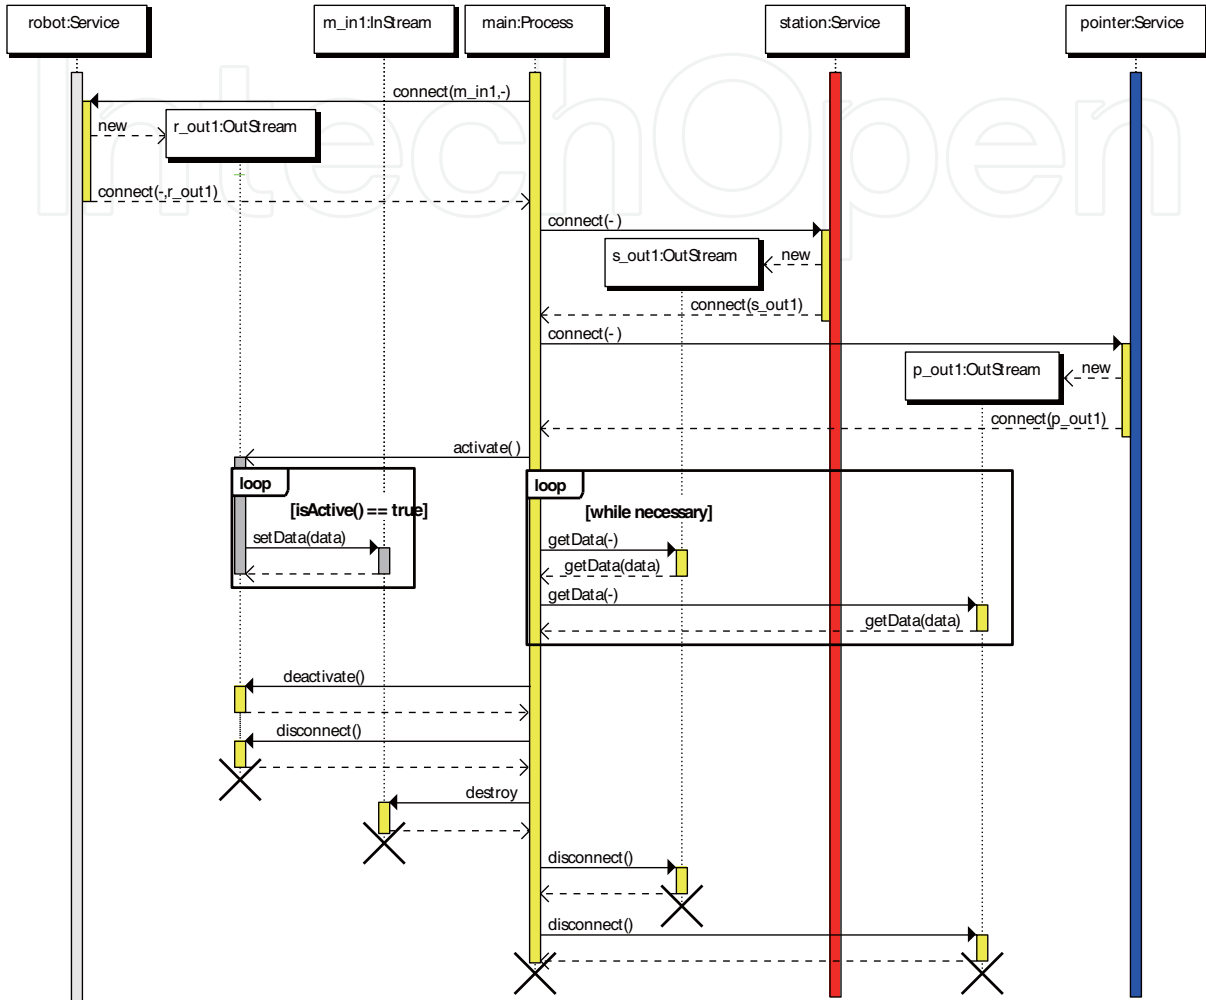 robot:Service
m_in1:InStream
main:Process
station:Service
pointer:Service
IntechOpen
connect(m_in1,-)
new
r_out1:OutStream
connect(-,r_out1)
connect(-)
s_out1:OutStream
new
connect(s_out1)
connect(-)
p_out1:OutStream
new
connect(p_out1)
activate()
loop
[isActive() == true]
setData(data)
loop
[while necessary]
getData(-)
getData(data)
getData(-)
getData(data)
deactivate()
disconnect()
destroy
disconnect()
disconnect()